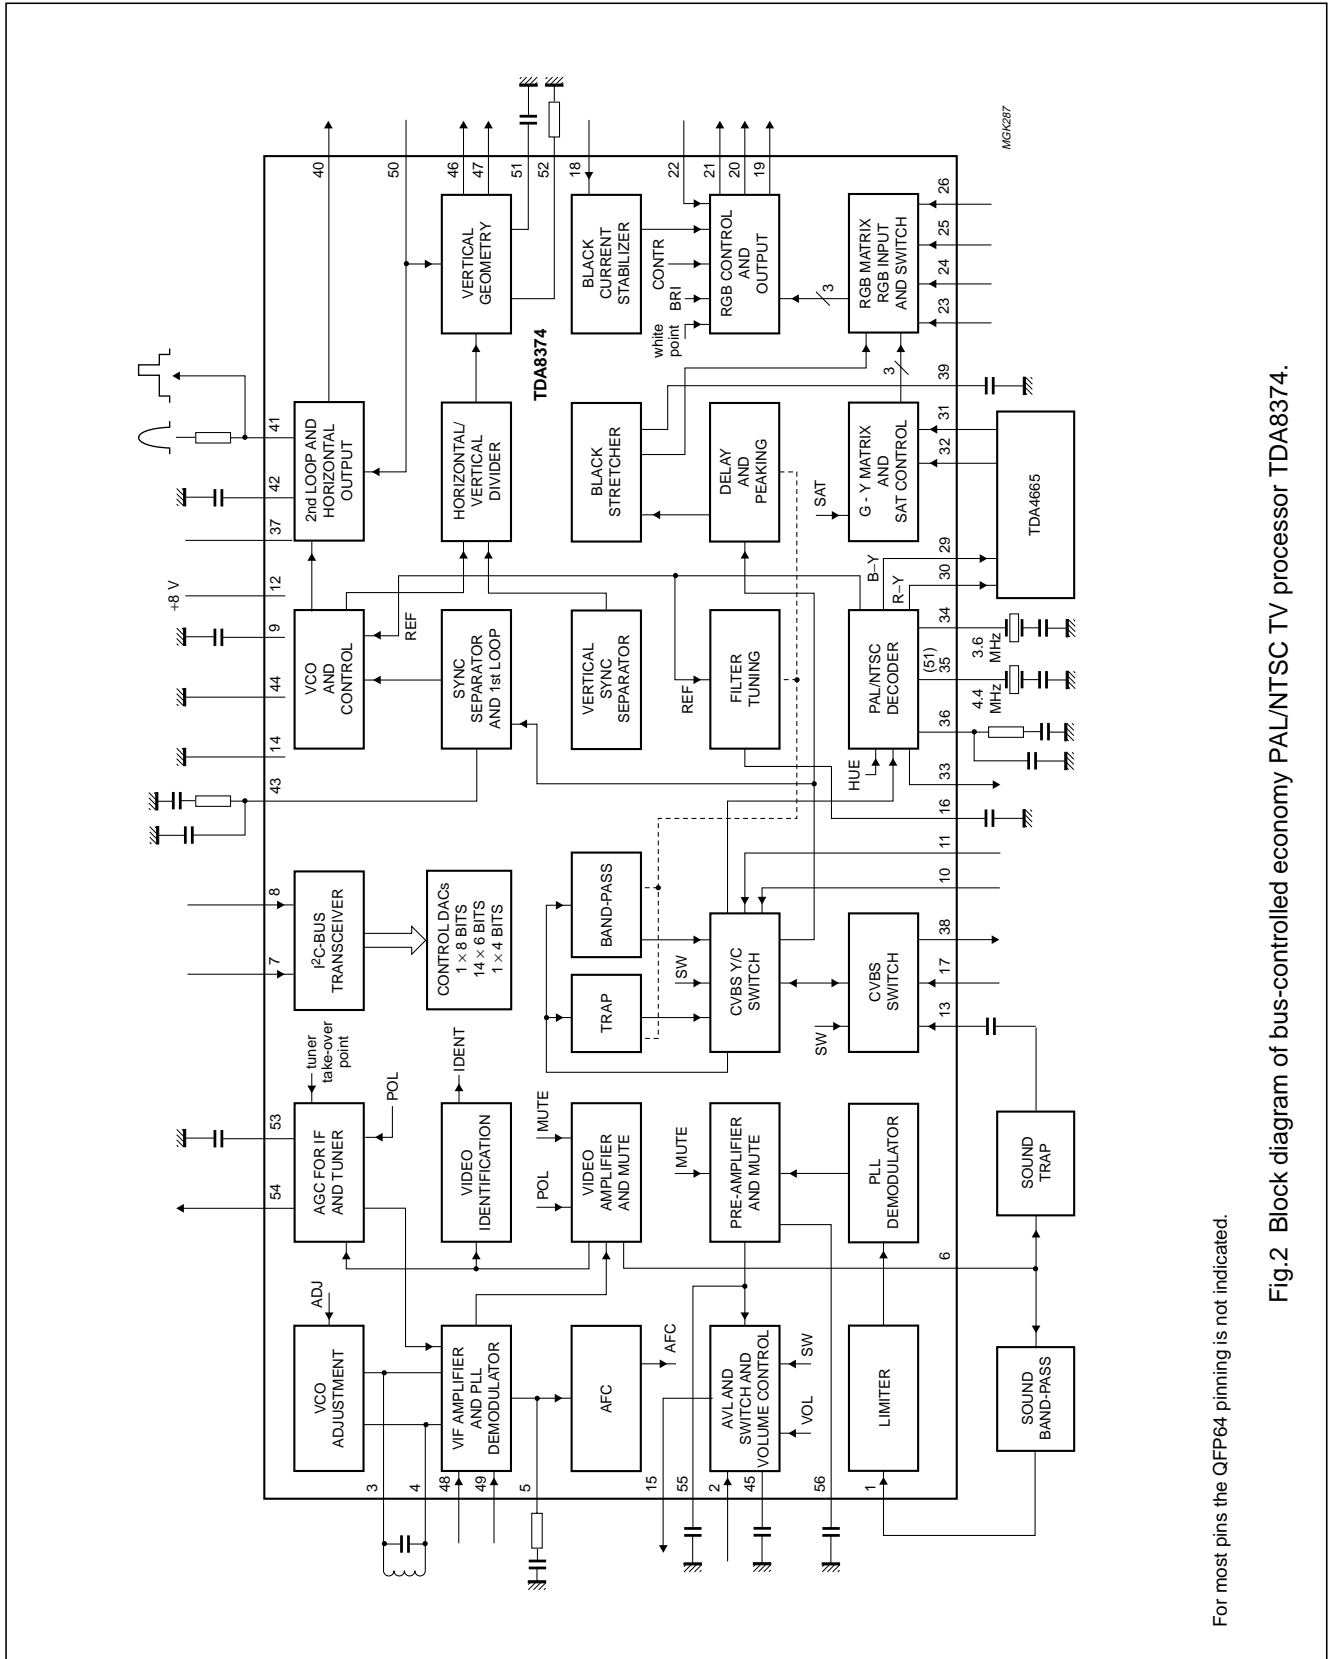 54
53
7
8
43
14
44
9
12
+8 V
37
42
41
VCO
ADJUSTMENT
ADJ
AGC FOR IF
AND TUNER
tuner
take-over
point
POL
I2C-BUS
TRANSCEIVER
VCO
AND
CONTROL
REF
2nd LOOP AND
HORIZONTAL
OUTPUT
40
3
4
48
49
VIF AMPLIFIER
AND PLL
DEMODULATOR
VIDEO
IDENTIFICATION
IDENT
CONTROL DACs
1 × 8 BITS
14 × 6 BITS
1 × 4 BITS
SYNC
SEPARATOR
AND 1st LOOP
HORIZONTAL/
VERTICAL
DIVIDER
VERTICAL
GEOMETRY
50
46
47
51
52
TDA8374
5
AFC
AFC
POL
MUTE
VIDEO
AMPLIFIER
AND MUTE
TRAP
BAND-PASS
VERTICAL
SYNC
SEPARATOR
BLACK
STRETCHER
BLACK
CURRENT
STABILIZER
18
15
55
2
45
56
AVL AND
SWITCH AND
VOLUME CONTROL
VOL
SW
MUTE
PRE-AMPLIFIER
AND MUTE
SW
CVBS Y/C
SWITCH
REF
FILTER
TUNING
DELAY
AND
PEAKING
white
point
BRI
CONTR
RGB CONTROL
AND
OUTPUT
22
21
20
19
1
LIMITER
PLL
DEMODULATOR
6
SW
CVBS
SWITCH
HUE
PAL/NTSC
DECODER
B–Y
R–Y
SAT
G - Y MATRIX
AND
SAT CONTROL
3
3
RGB MATRIX
RGB INPUT
AND SWITCH
13
17
38
10
11
16
33
36
(51)
35
34
30
29
32
31
39
23
24
25
26
4.4
MHz
3.6
MHz
SOUND
BAND-PASS
SOUND
TRAP
TDA4665
MGK287
For most pins the QFP64 pinning is not indicated.
Fig.2 Block diagram of bus-controlled economy PAL/NTSC TV processor TDA8374.